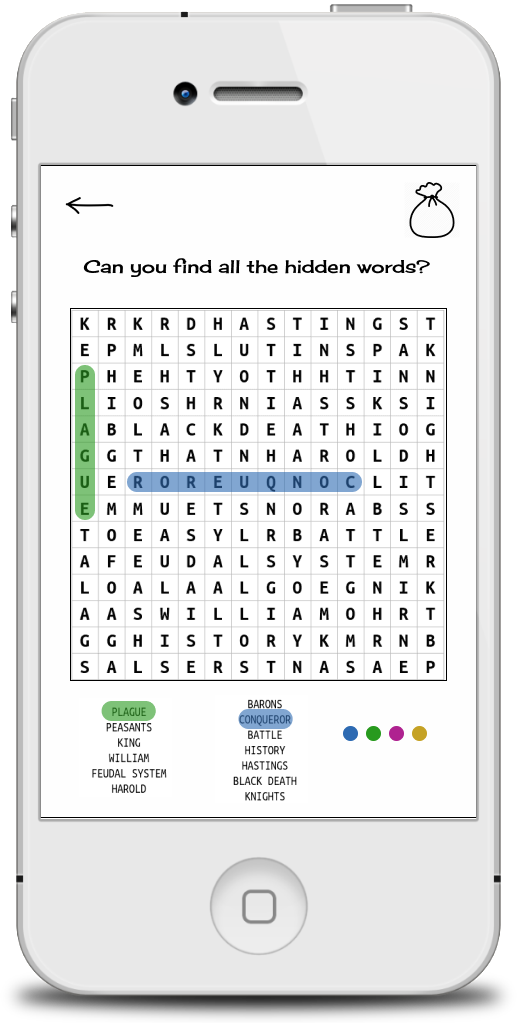 Can you find all the hidden words?
K R K R D H A S T I N G S T
E P M L S L U T I N S P A K
P H E H T Y O T H H T I N N
L I O S H R N I A S S K S I
A B L A C K D E A T H I O G
G G T H A T N H A R O L D H
U E R O R E U Q N O C L I T
E M M U E T S N O R A B S S
T O E A S Y L R B A T T L E
A F E U D A L S Y S T E M R
L O A L A A L G O E G N I K
A A S W I L L I A M O H R T
G G H I S T O R Y K M R N B
S A L S E R S T N A S A E P
PLAGUE
PEASANTS
KING
WILLIAM
FEUDAL SYSTEM
HAROLD
BARONS
CONQUEROR
BATTLE
HISTORY
HASTINGS
BLACK DEATH
KNIGHTS